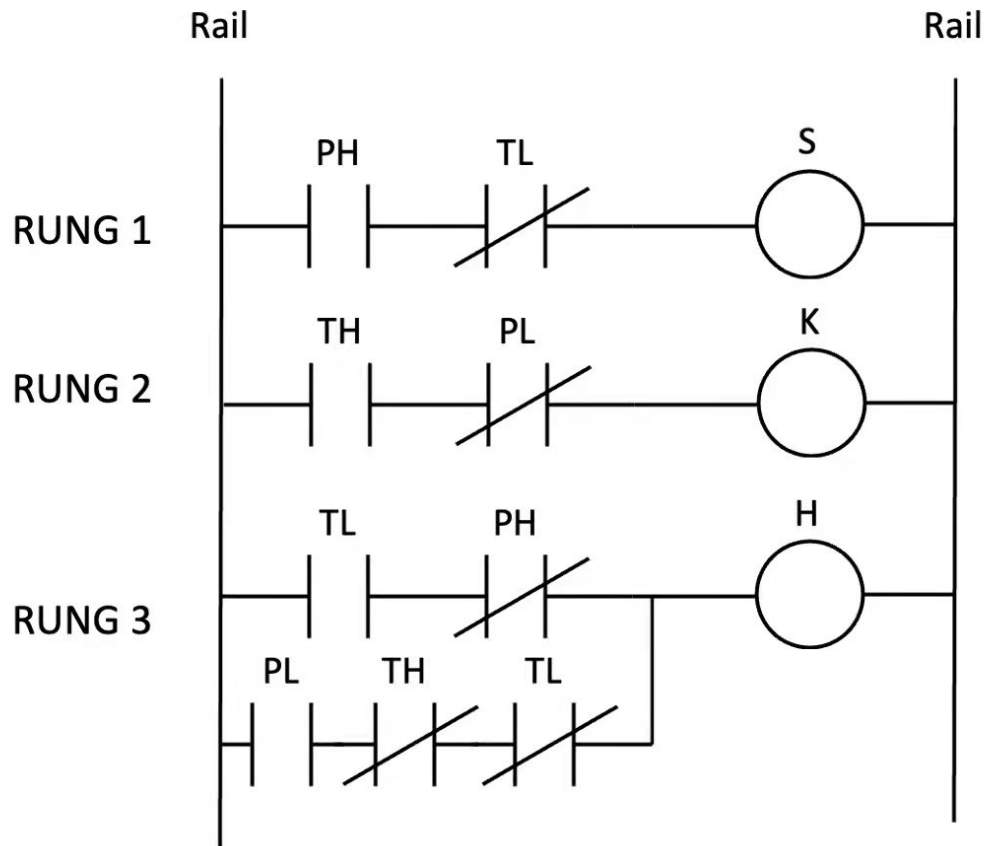 Rail Rail
PH TL S
RUNG 1
TH PL K
RUNG 2
TL PH H
RUNG 3
PL TH TL